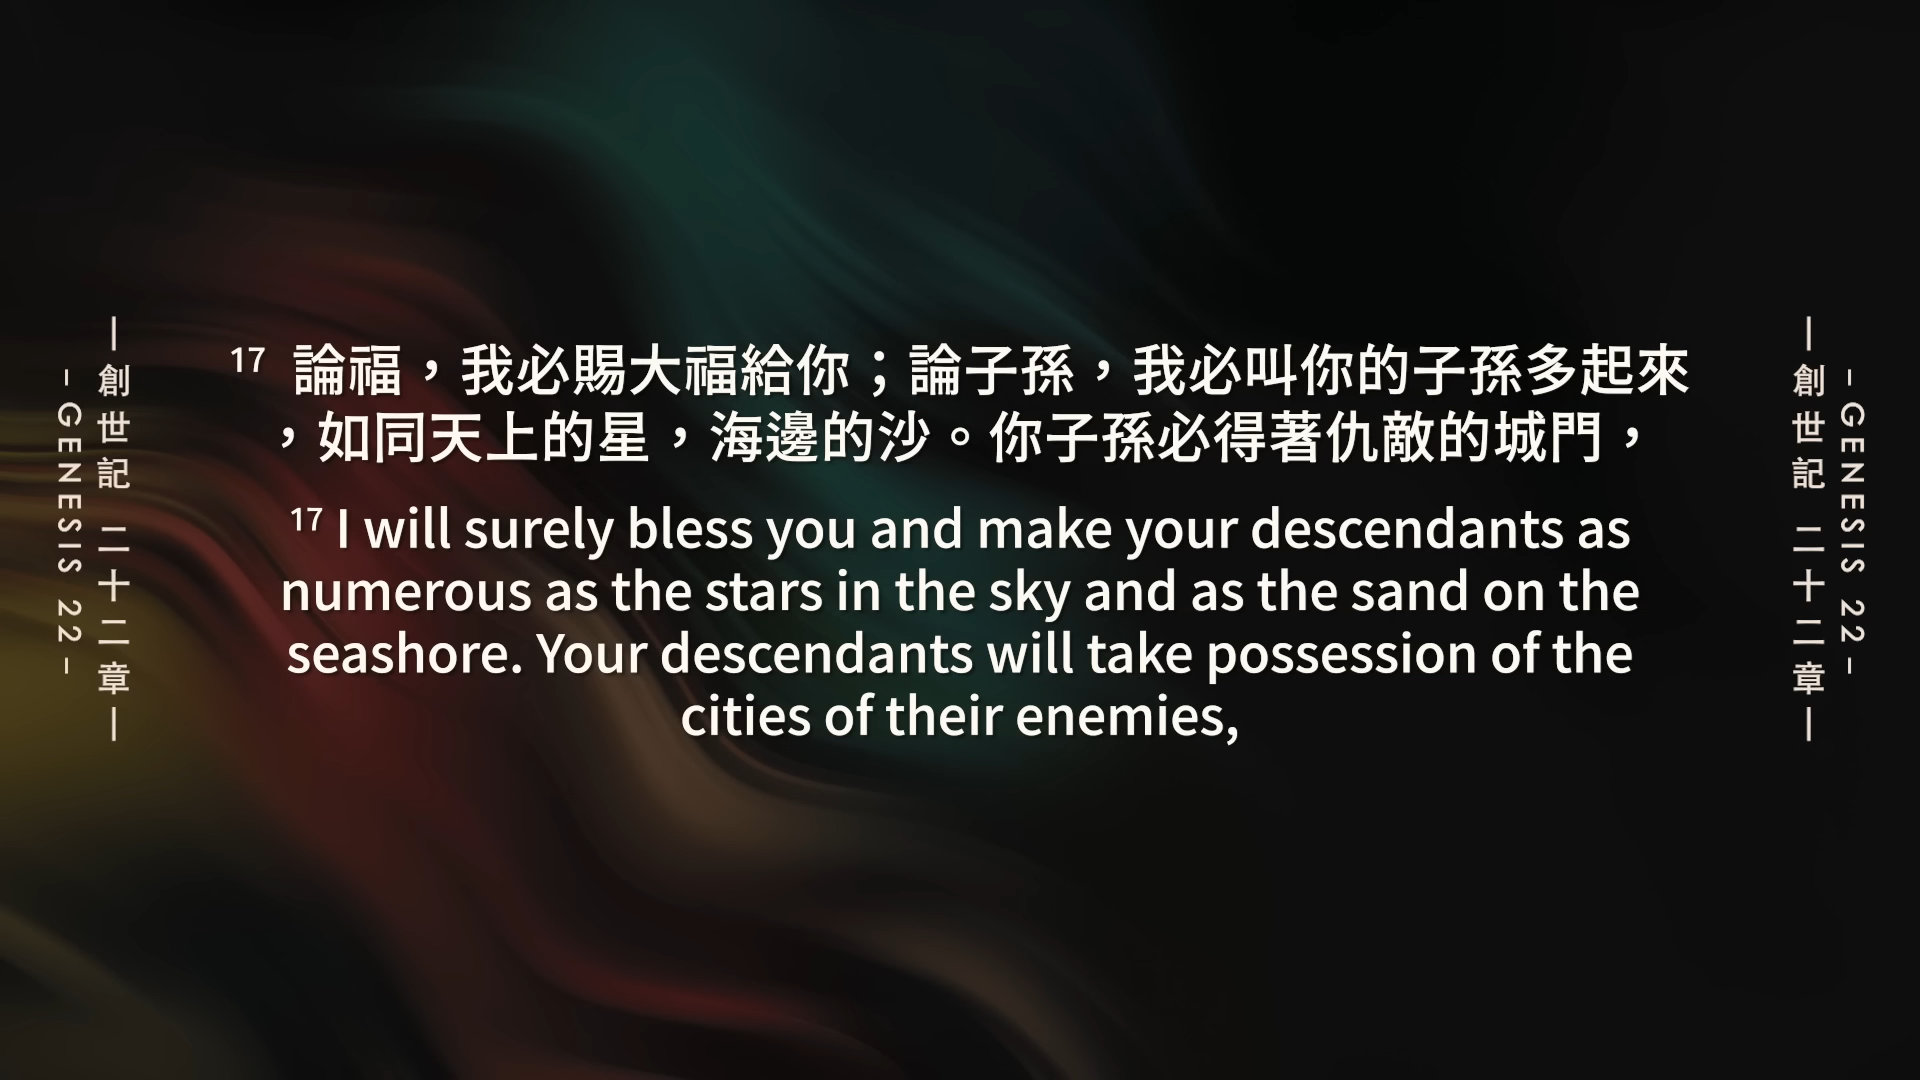 — 創世記 二十二章 —
– GENESIS 22 –
17 論福，我必賜大福給你；論子孫，我必叫你的子孫多起來
，如同天上的星，海邊的沙。你子孫必得著仇敵的城門，
17 I will surely bless you and make your descendants as
numerous as the stars in the sky and as the sand on the
seashore. Your descendants will take possession of the
cities of their enemies,
— 創世記 二十二章 —
– GENESIS 22 –